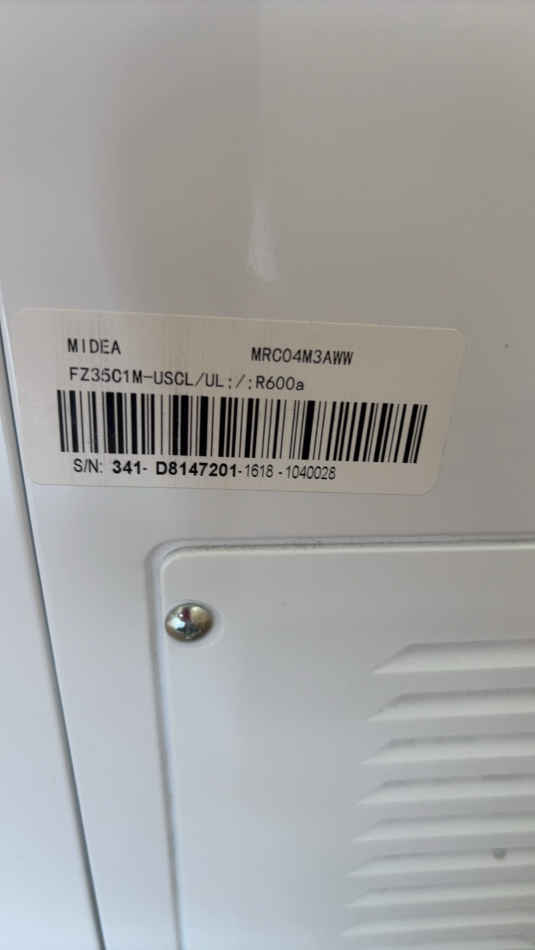 MIDEA MRC04M3AWW
FZ35C1M-USCL/UL;/;R600a
S/N: 341- D8147201-1618 -1040028